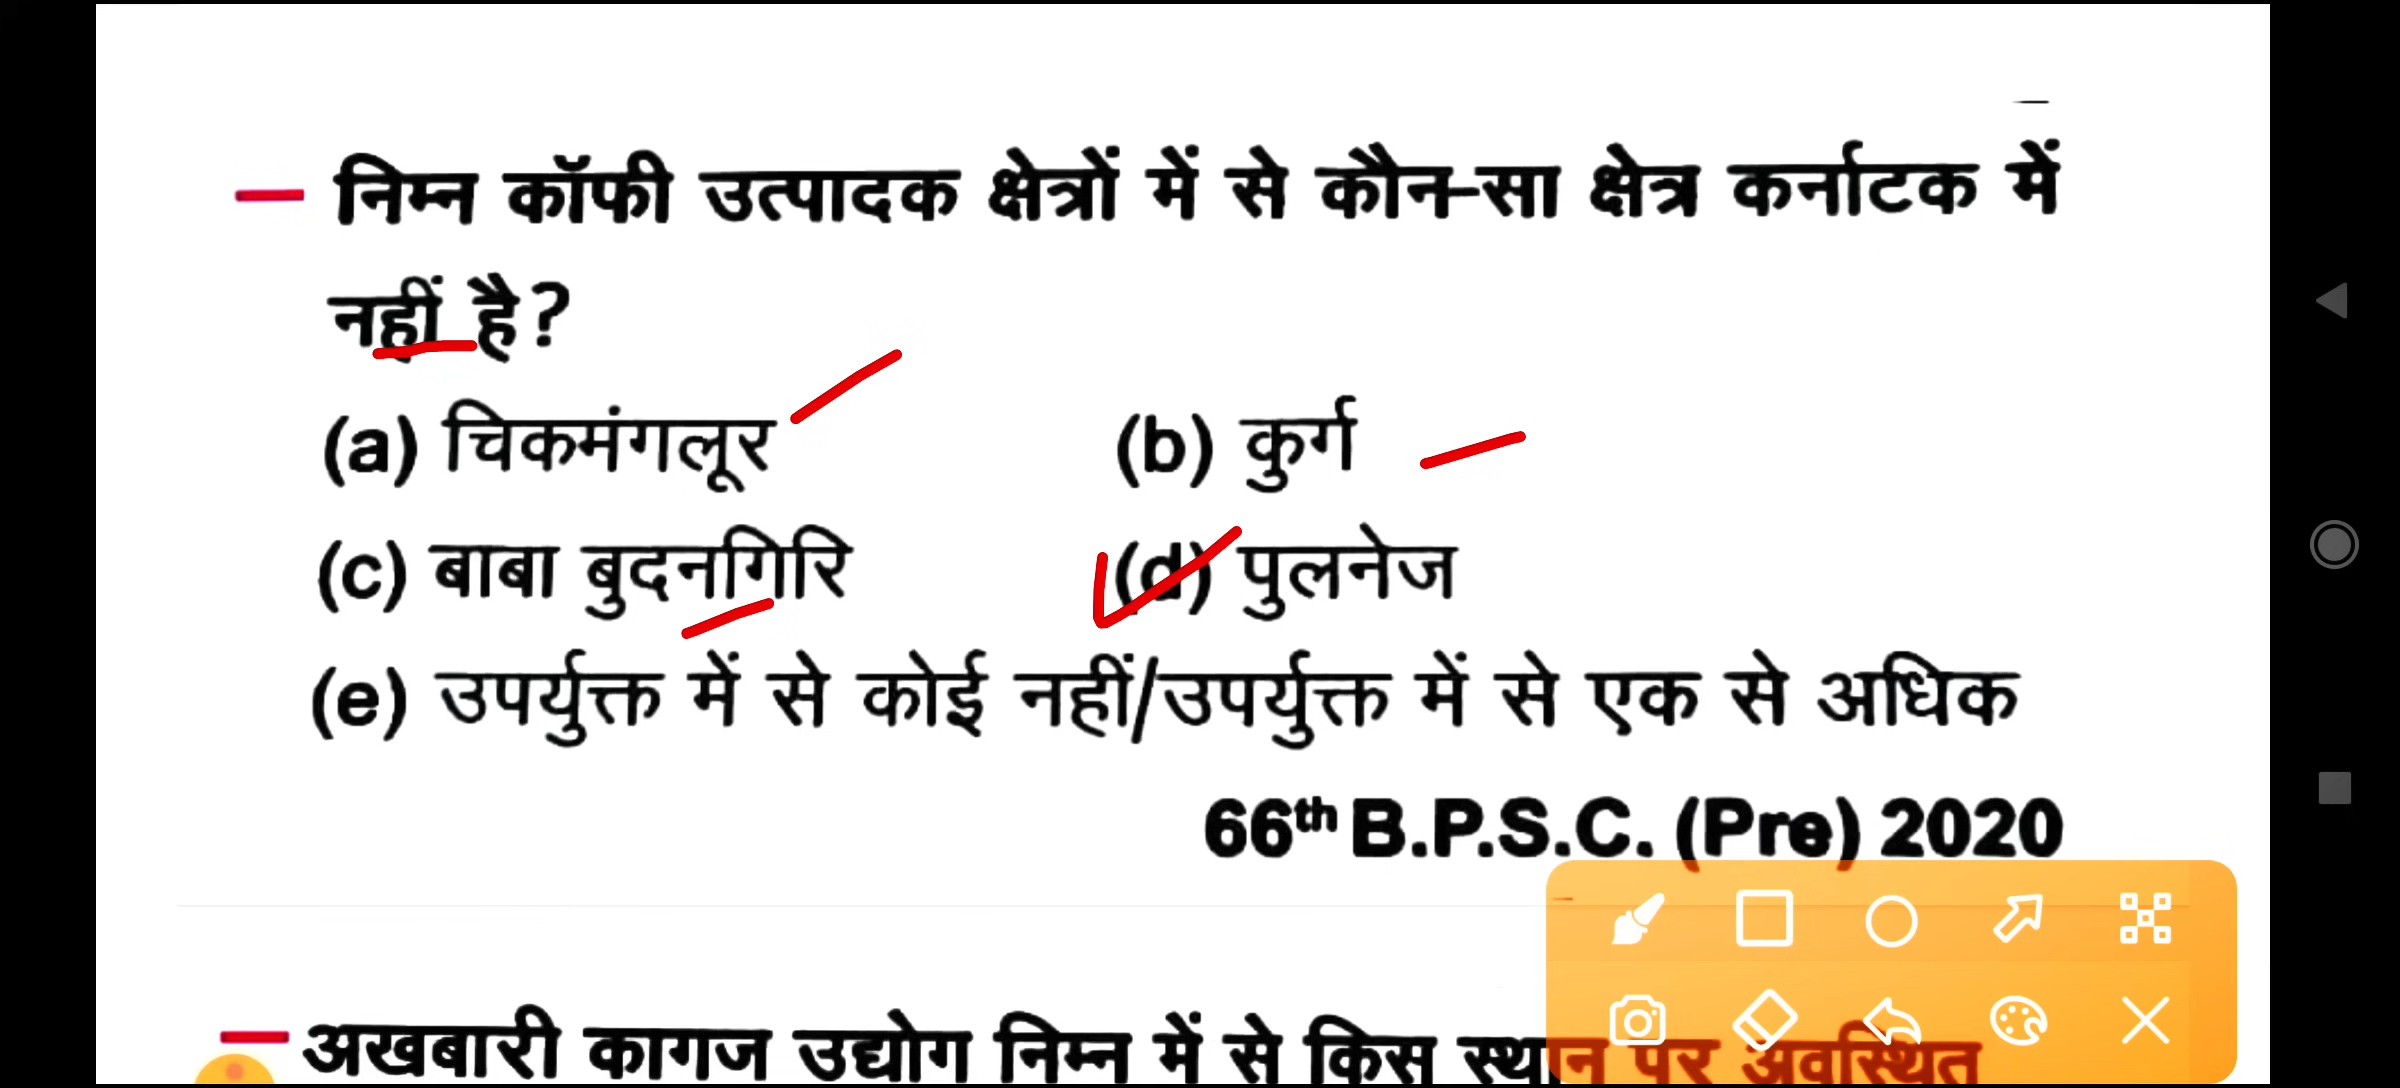 निम्न कॉफी उत्पादक क्षेत्रों में से कौन-सा क्षेत्र कर्नाटक में
नहीं है?
(a) चिकमंगलूर (b) कुर्ग
(c) बाबा बुदनगिरि (d) पुलनेज
(e) उपर्युक्त में से कोई नहीं/उपर्युक्त में से एक से अधिक
66th B.P.S.C. (Pre) 2020
अखबारी कागज उद्योग निम्न में से किस स्थान पर अवस्थित